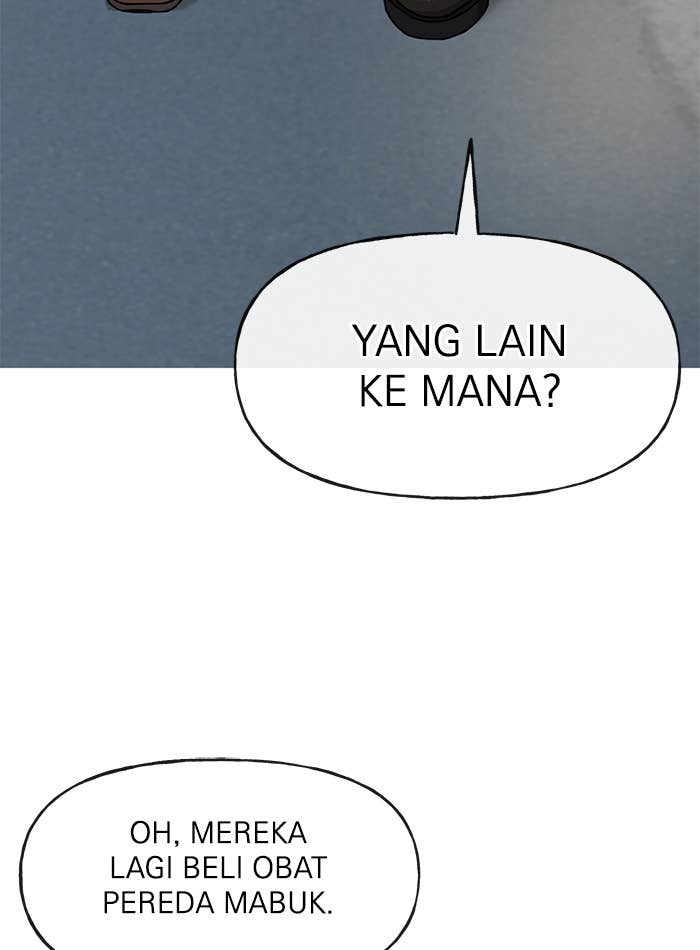 YANG LAIN
KE MANA?
OH, MEREKA
LAGI BELI OBAT
PEREDA MABUK.